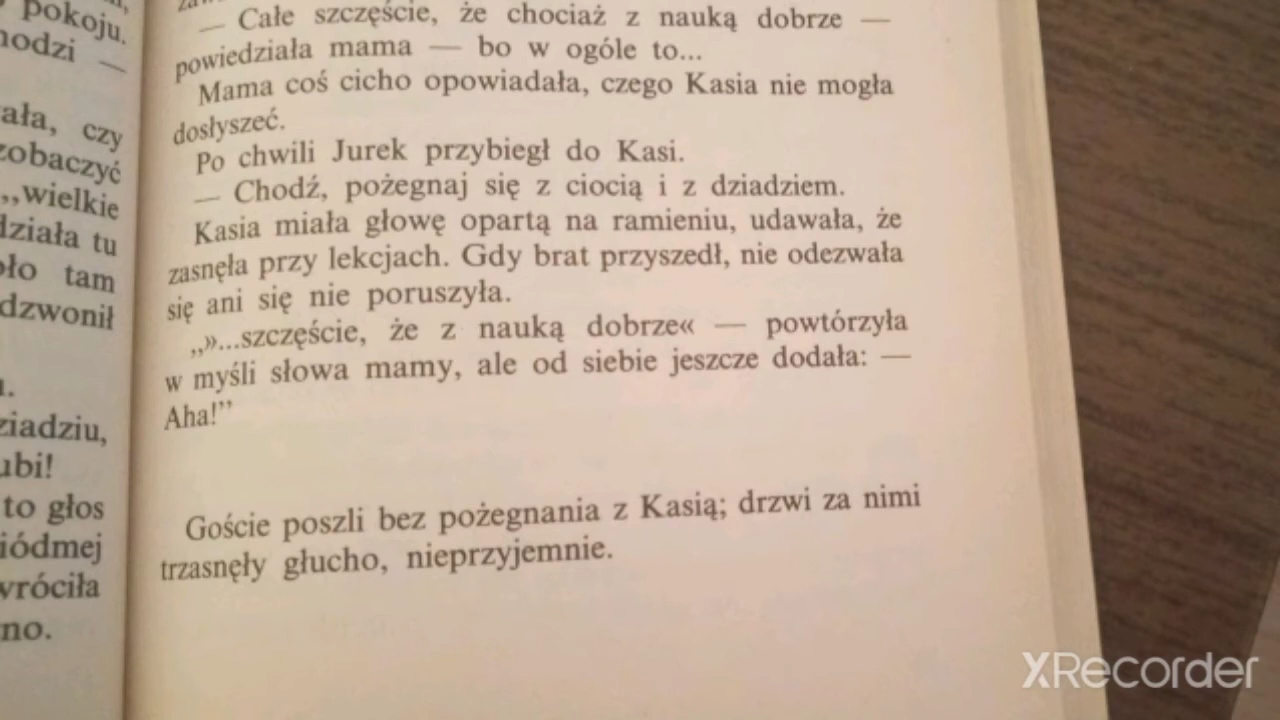 pokoju.
hodzi —
ała, czy
zobaczyć
„wielkie
działa tu
tam
dzwonił
ziadziu,
ubi!
to głos
iódmej
wróciła
no.
— Całe szczęście, że chociaż z nauką dobrze —
powiedziała mama — bo w ogóle to...
Mama coś cicho opowiadała, czego Kasia nie mogła
dosłyszeć.
Po chwili Jurek przybiegł do Kasi.
— Chodź, pożegnaj się z ciocią i z dziadziem.
Kasia miała głowę opartą na ramieniu, udawała, że
zasnęła przy lekcjach. Gdy brat przyszedł, nie odezwała
się ani się nie poruszyła.
„»...szczęście, że z nauką dobrze« — powtórzyła
w myśli słowa mamy, ale od siebie jeszcze dodała: —
Aha!”
Goście poszli bez pożegnania z Kasią; drzwi za nimi
trzasnęły głucho, nieprzyjemnie.
XRecorder